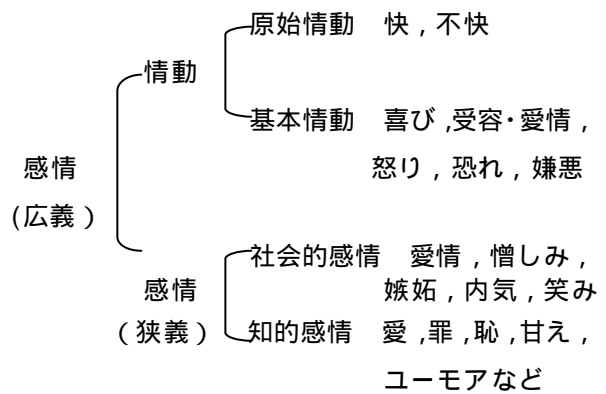 原始情動　快，不快
情動
基本情動　喜び，受容・愛情，
怒り，恐れ，嫌悪
感情
(広義）
社会的感情　愛情，憎しみ，
感情
嫉妬，内気，笑み
（狭義）
知的感情　愛，罪，恥，甘え，
ユーモアなど